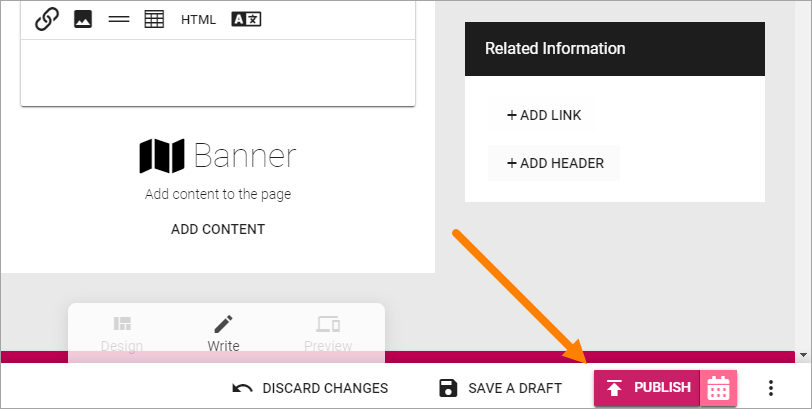 HTML A
Related Information
+ ADD LINK
+ ADD HEADER
Banner
Add content to the page
ADD CONTENT
Design Write Preview
DISCARD CHANGES SAVE A DRAFT PUBLISH